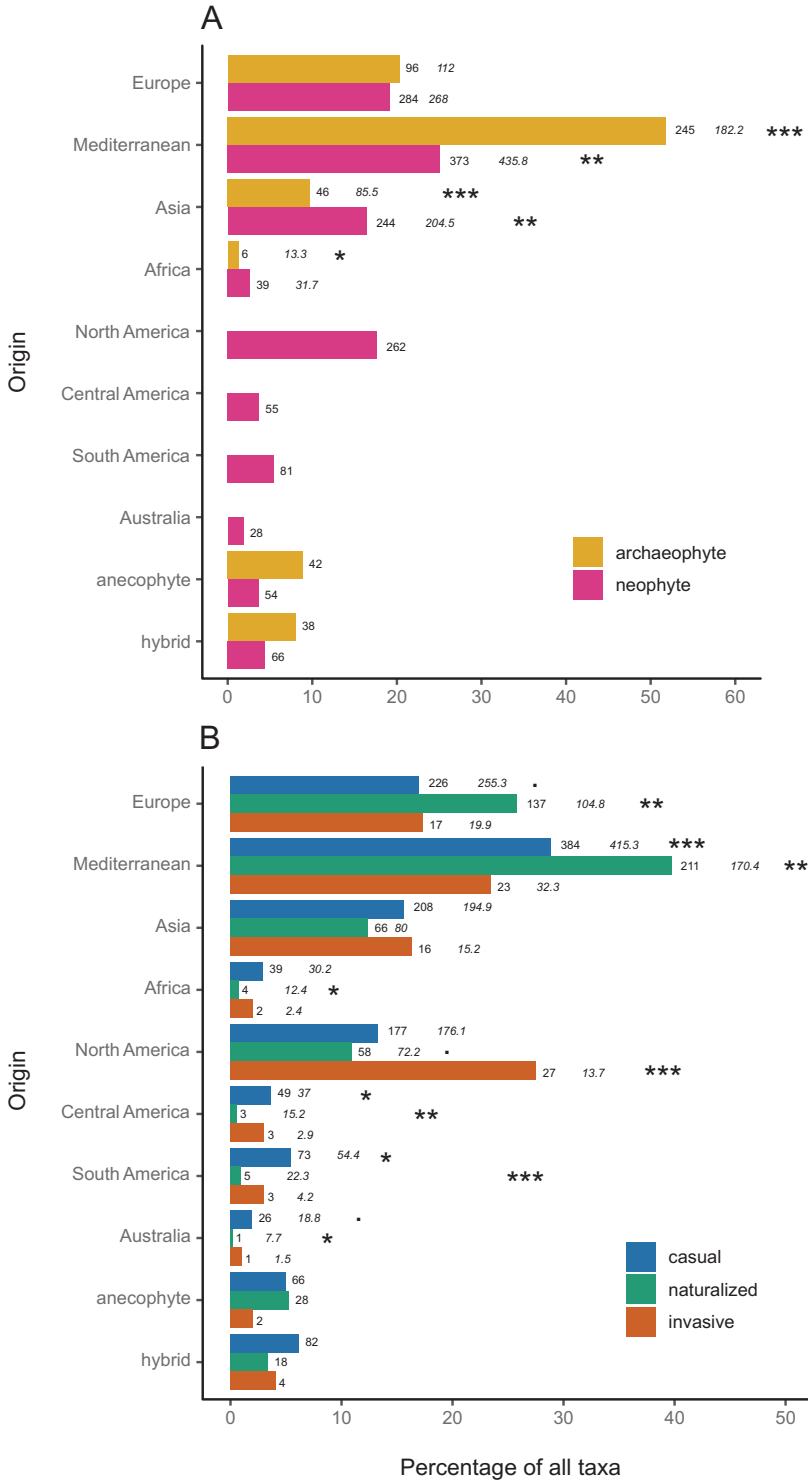 A
Europe
96 112
284 268
Mediterranean
245 182.2 ***
373 435.8 **
Asia
46 85.5 ***
244 204.5 **
Africa
6 13.3 *
39 31.7
North America
262
Central America
55
South America
81
Australia
28
anecophyte
42
54
hybrid
38
66
Origin
archaeophyte
neophyte
0 10 20 30 40 50 60
B
Europe
226 255.3 .
137 104.8 **
17 19.9
Mediterranean
384 415.3 ***
211 170.4 **
23 32.3
Asia
208 194.9
66 80
16 15.2
Africa
39 30.2
4 12.4 *
2 2.4
North America
177 176.1
58 72.2 .
27 13.7 ***
Central America
49 37 *
3 15.2 **
3 2.9
South America
73 54.4 *
5 22.3 ***
3 4.2
Australia
26 18.8 .
1 7.7 *
1 1.5
anecophyte
66
28
2
hybrid
82
18
4
Origin
casual
naturalized
invasive
0 10 20 30 40 50
Percentage of all taxa